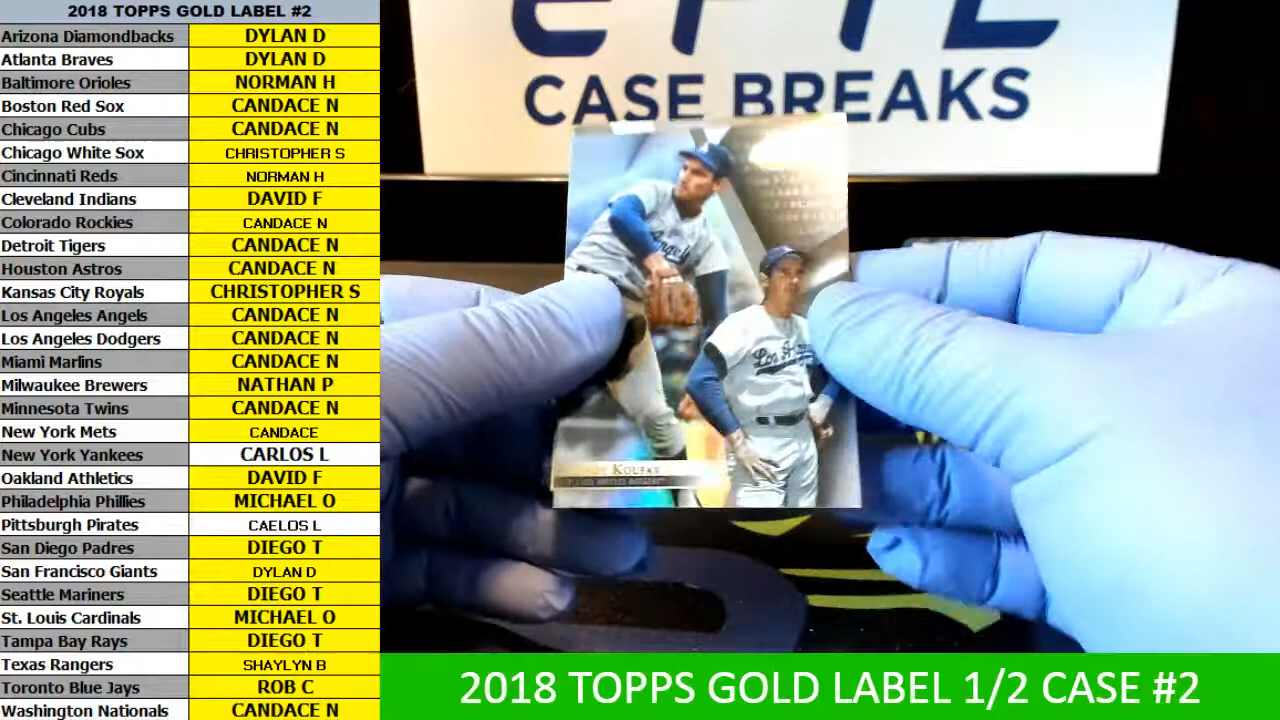 2018 TOPPS GOLD LABEL #2
Arizona Diamondbacks DYLAN D
Atlanta Braves DYLAN D
Baltimore Orioles NORMAN H
Boston Red Sox CANDACE N
Chicago Cubs CANDACE N
Chicago White Sox CHRISTOPHER S
Cincinnati Reds NORMAN H
Cleveland Indians DAVID F
Colorado Rockies CANDACE N
Detroit Tigers CANDACE N
Houston Astros CANDACE N
Kansas City Royals CHRISTOPHER S
Los Angeles Angels CANDACE N
Los Angeles Dodgers CANDACE N
Miami Marlins CANDACE N
Milwaukee Brewers NATHAN P
Minnesota Twins CANDACE N
New York Mets CANDACE
New York Yankees CARLOS L
Oakland Athletics DAVID F
Philadelphia Phillies MICHAEL O
Pittsburgh Pirates CAELOS L
San Diego Padres DIEGO T
San Francisco Giants DYLAN D
Seattle Mariners DIEGO T
St. Louis Cardinals MICHAEL O
Tampa Bay Rays DIEGO T
Texas Rangers SHAYLYN B
Toronto Blue Jays ROB C
Washington Nationals CANDACE N
CASE BREAKS
KOUFAX
2018 TOPPS GOLD LABEL 1/2 CASE #2